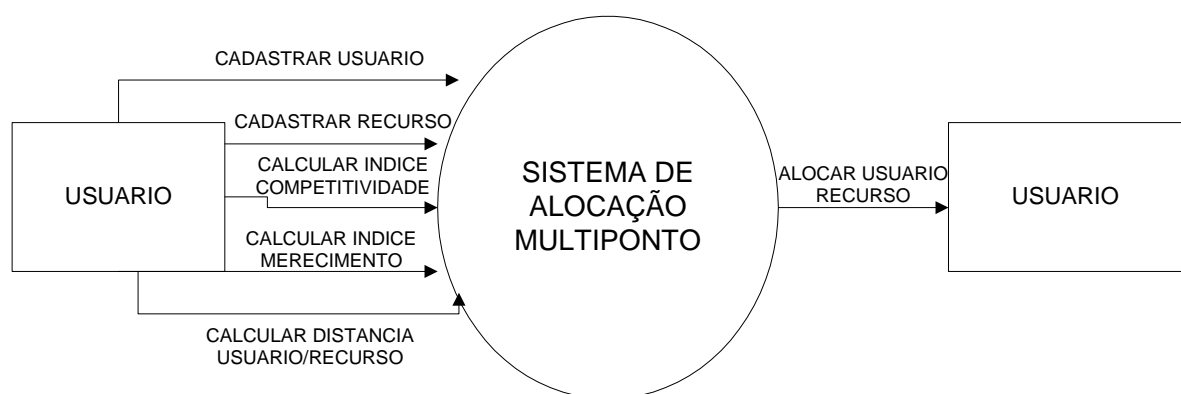 CADASTRAR USUARIO
CADASTRAR RECURSO
CALCULAR INDICE
COMPETITIVIDADE
USUARIO
CALCULAR INDICE
MERECIMENTO
CALCULAR DISTANCIA
USUARIO/RECURSO
SISTEMA DE
ALOCAÇÃO
MULTIPONTO
ALOCAR USUARIO
RECURSO
USUARIO